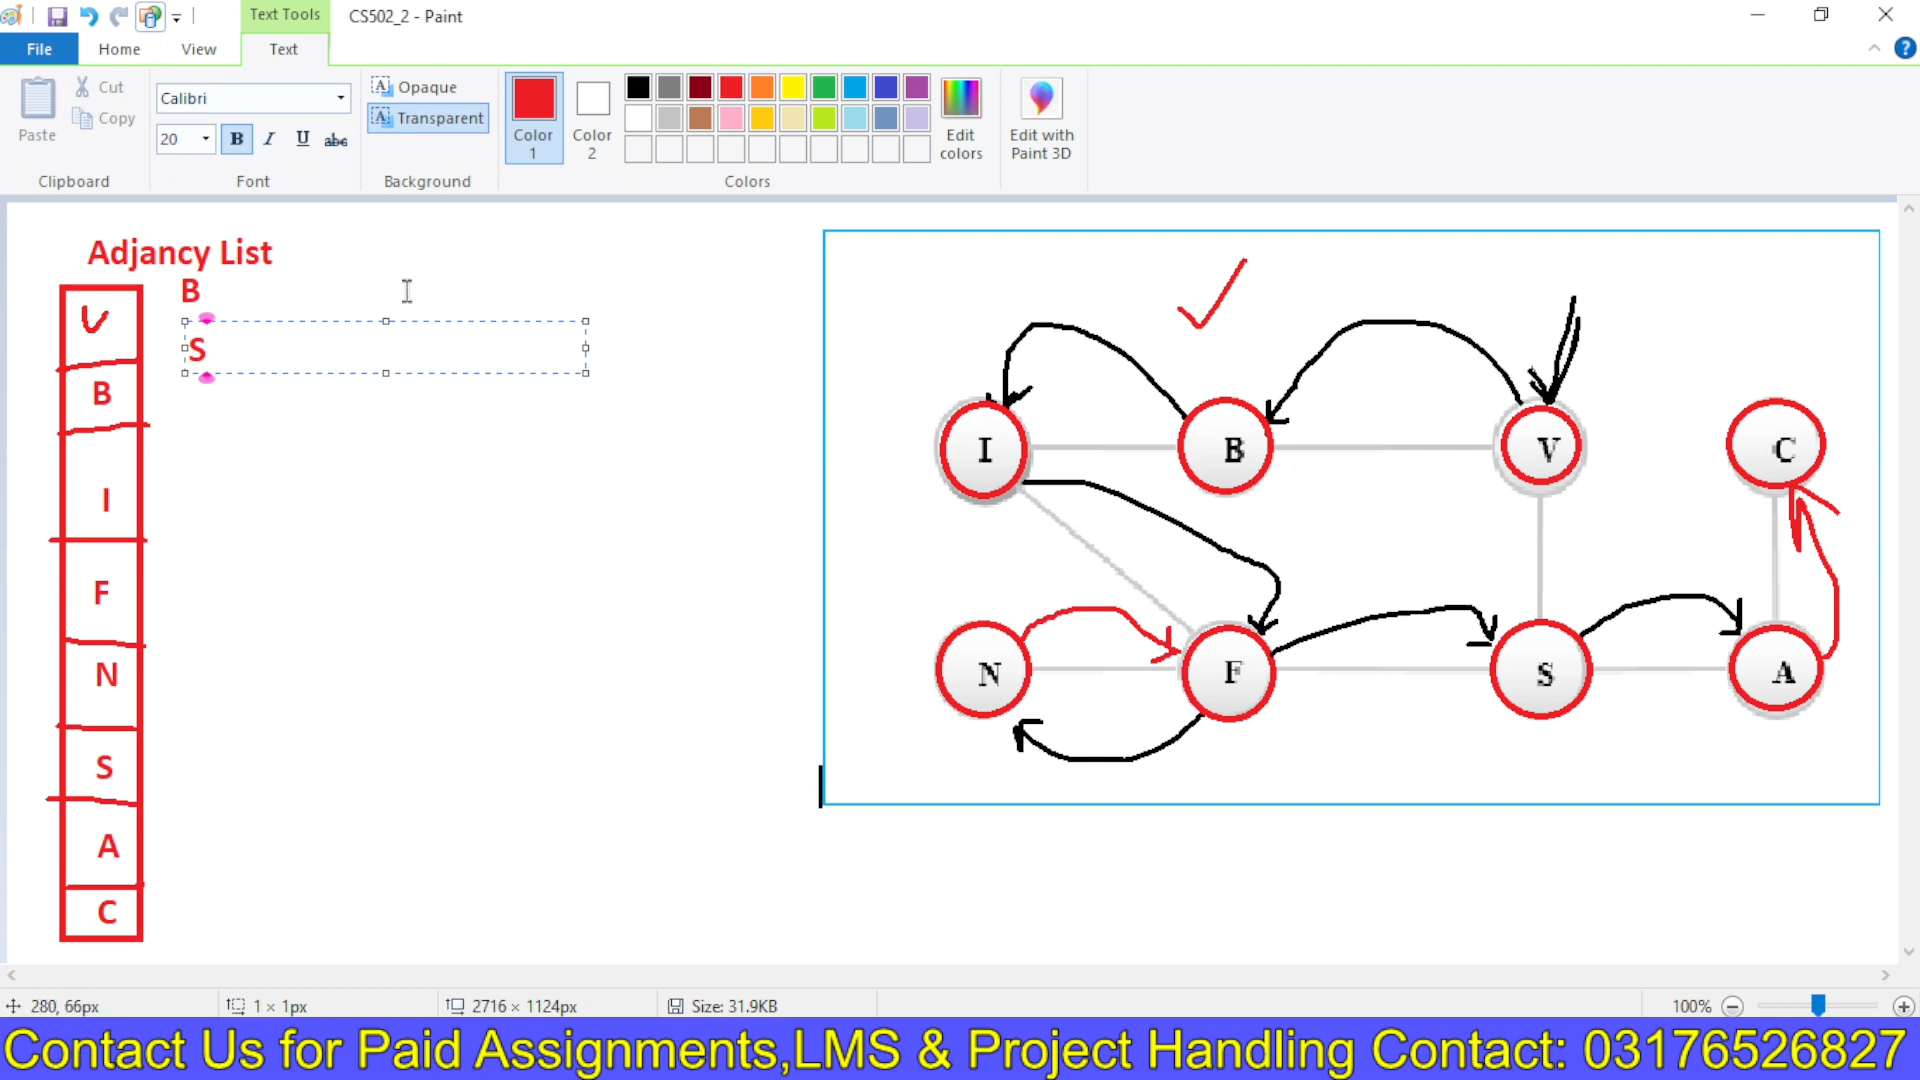 Text Tools
CS502_2 - Paint
File
Home
View
Text
Paste
Cut
Copy
Clipboard
Calibri
20
B I U abc
Font
Opaque
Transparent
Background
Color 1
Color 2
Colors
Edit colors
Edit with Paint 3D
Adjancy List
V
B
S
B
I
F
N
S
A
C
I
B
V
C
N
F
S
A
280, 66px
1 × 1px
2716 × 1124px
Size: 31.9KB
100%
Contact Us for Paid Assignments,LMS & Project Handling Contact: 03176526827